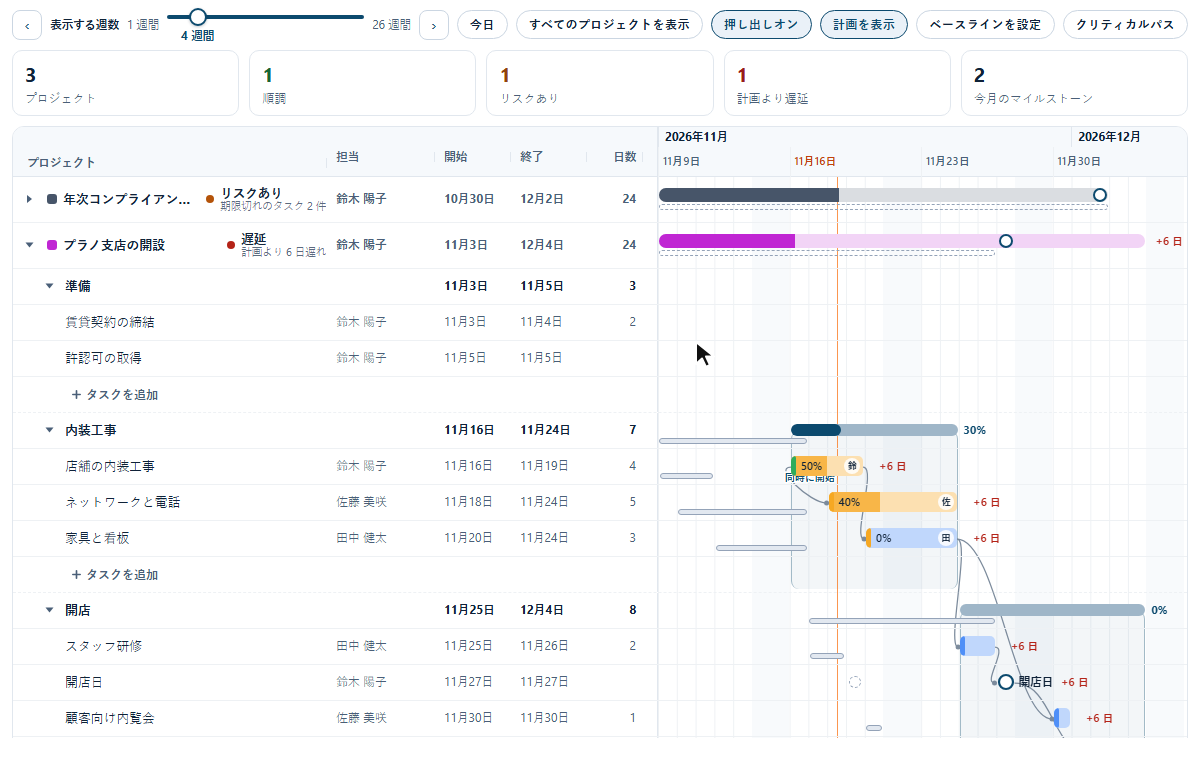 ‹ 表示する週数 1 週間 4 週間 26 週間 › 今日 すべてのプロジェクトを表示 押し出しオン 計画を表示 ベースラインを設定 クリティカルパス
3 プロジェクト
1 順調
1 リスクあり
1 計画より遅延
2 今月のマイルストーン
2026年11月 2026年12月
プロジェクト 担当 開始 終了 日数 11月9日 11月16日 11月23日 11月30日
年次コンプライアン... リスクあり 期限切れのタスク 2 件 鈴木 陽子 10月30日 12月2日 24
プラノ支店の開設 遅延 計画より 6 日遅れ 鈴木 陽子 11月3日 12月4日 24 +6 日
準備 11月3日 11月5日 3
賃貸契約の締結 鈴木 陽子 11月3日 11月4日 2
許認可の取得 鈴木 陽子 11月5日 11月5日
+ タスクを追加
内装工事 11月16日 11月24日 7 30%
店舗の内装工事 鈴木 陽子 11月16日 11月19日 4 50% 鈴 +6 日
同時に開始
ネットワークと電話 佐藤 美咲 11月18日 11月24日 5 40% 佐 +6 日
家具と看板 田中 健太 11月20日 11月24日 3 0% 田 +6 日
+ タスクを追加
開店 11月25日 12月4日 8 0%
スタッフ研修 田中 健太 11月25日 11月26日 2 +6 日
開店日 鈴木 陽子 11月27日 11月27日 開店日 +6 日
顧客向け内覧会 佐藤 美咲 11月30日 11月30日 1 +6 日